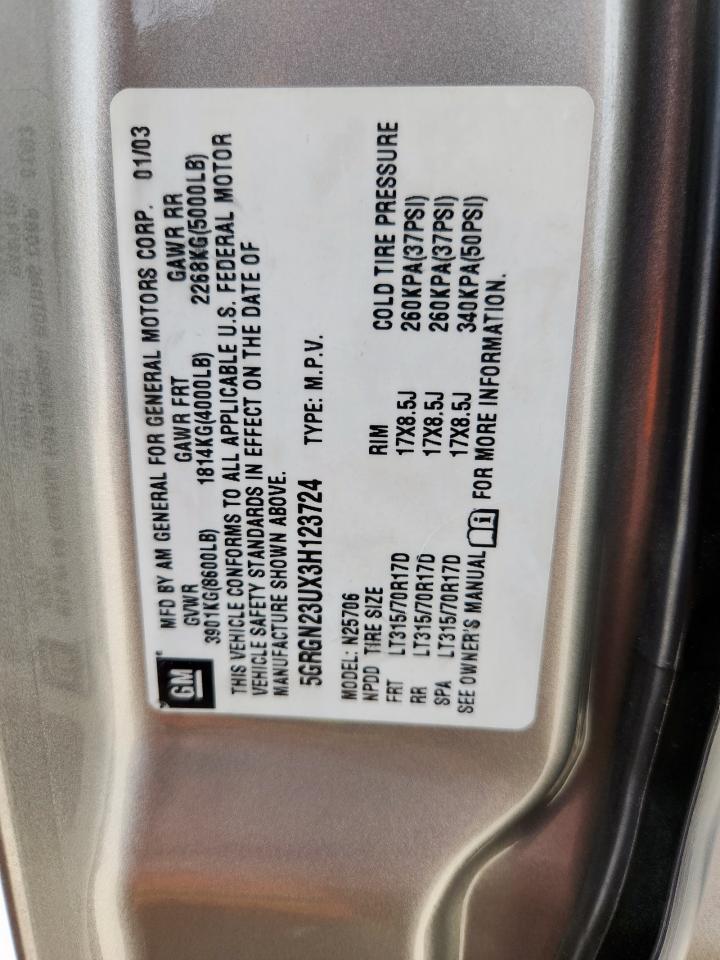 GM
MFD BY AM GENERAL FOR GENERAL MOTORS CORP. 01/03
GVWR GAWR FRT GAWR RR
3901KG(8600LB) 1814KG(4000LB) 2268KG(5000LB)
THIS VEHICLE CONFORMS TO ALL APPLICABLE U.S. FEDERAL MOTOR
VEHICLE SAFETY STANDARDS IN EFFECT ON THE DATE OF
MANUFACTURE SHOWN ABOVE.
5GRGN23UX3H123724 TYPE: M.P.V.
MODEL: N25706
NPDD TIRE SIZE RIM COLD TIRE PRESSURE
FRT LT315/70R17D 17X8.5J 260KPA(37PSI)
RR LT315/70R17D 17X8.5J 260KPA(37PSI)
SPA LT315/70R17D 17X8.5J 340KPA(50PSI)
SEE OWNER'S MANUAL i FOR MORE INFORMATION.